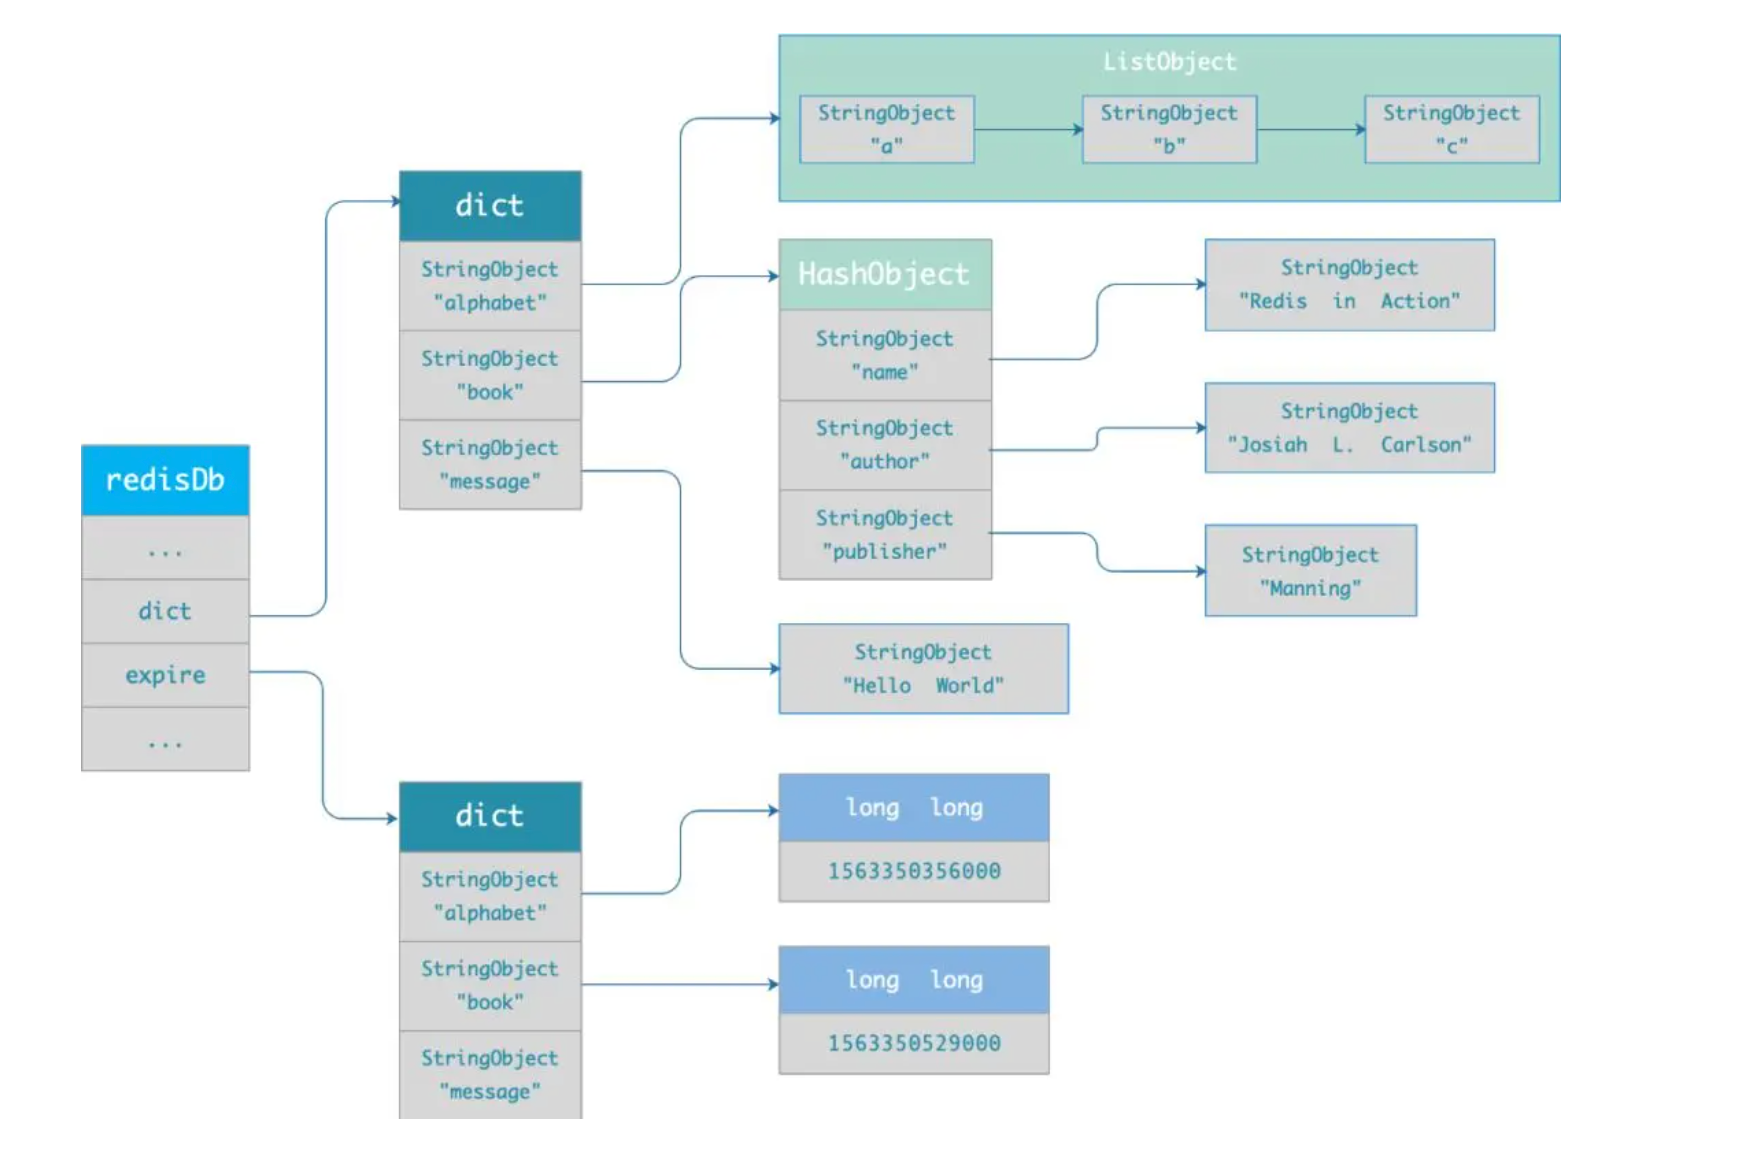 ListObject
StringObject
"a"
StringObject
"b"
StringObject
"c"
dict
StringObject
"alphabet"
StringObject
"book"
StringObject
"message"
HashObject
StringObject
"name"
StringObject
"author"
StringObject
"publisher"
StringObject
"Redis in Action"
StringObject
"Josiah L. Carlson"
StringObject
"Manning"
redisDb
...
dict
expire
...
StringObject
"Hello World"
dict
StringObject
"alphabet"
StringObject
"book"
StringObject
"message"
long long
1563350356000
long long
1563350529000